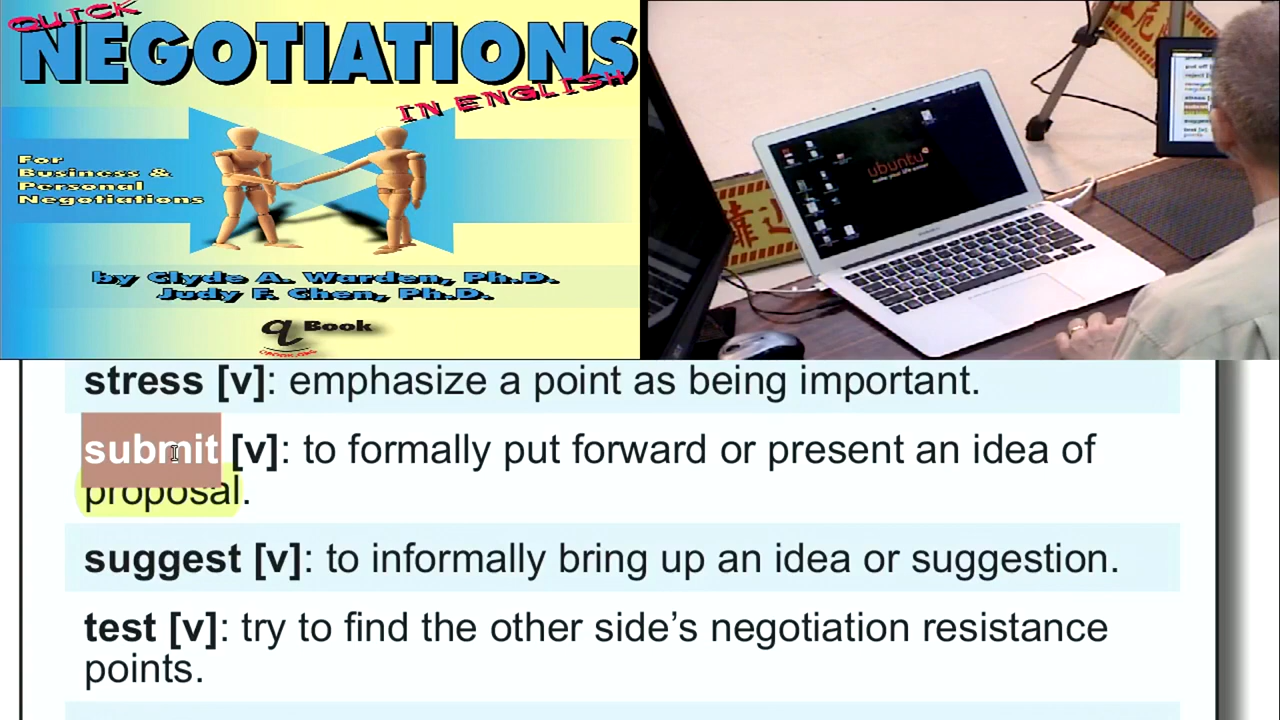 QUICK
NEGOTIATIONS
IN ENGLISH
For
Business &
Personal
Negotiations
by Clyde A. Warden, Ph.D.
Judy F. Chen, Ph.D.
q Book
ubuntu
stress [v]: emphasize a point as being important.
submit [v]: to formally put forward or present an idea of
proposal.
suggest [v]: to informally bring up an idea or suggestion.
test [v]: try to find the other side’s negotiation resistance
points.